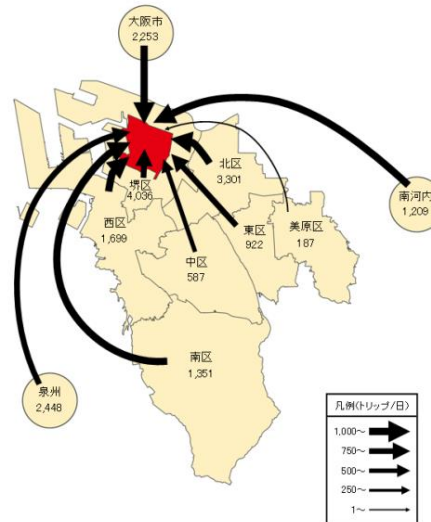 大阪市
2,253
北区
3,301
堺区
4,036
南河内
1,209
西区
1,699
東区
922
美原区
187
中区
587
南区
1,351
泉州
2,448
凡例(トリップ/日)
1,000～
750～
500～
250～
1～